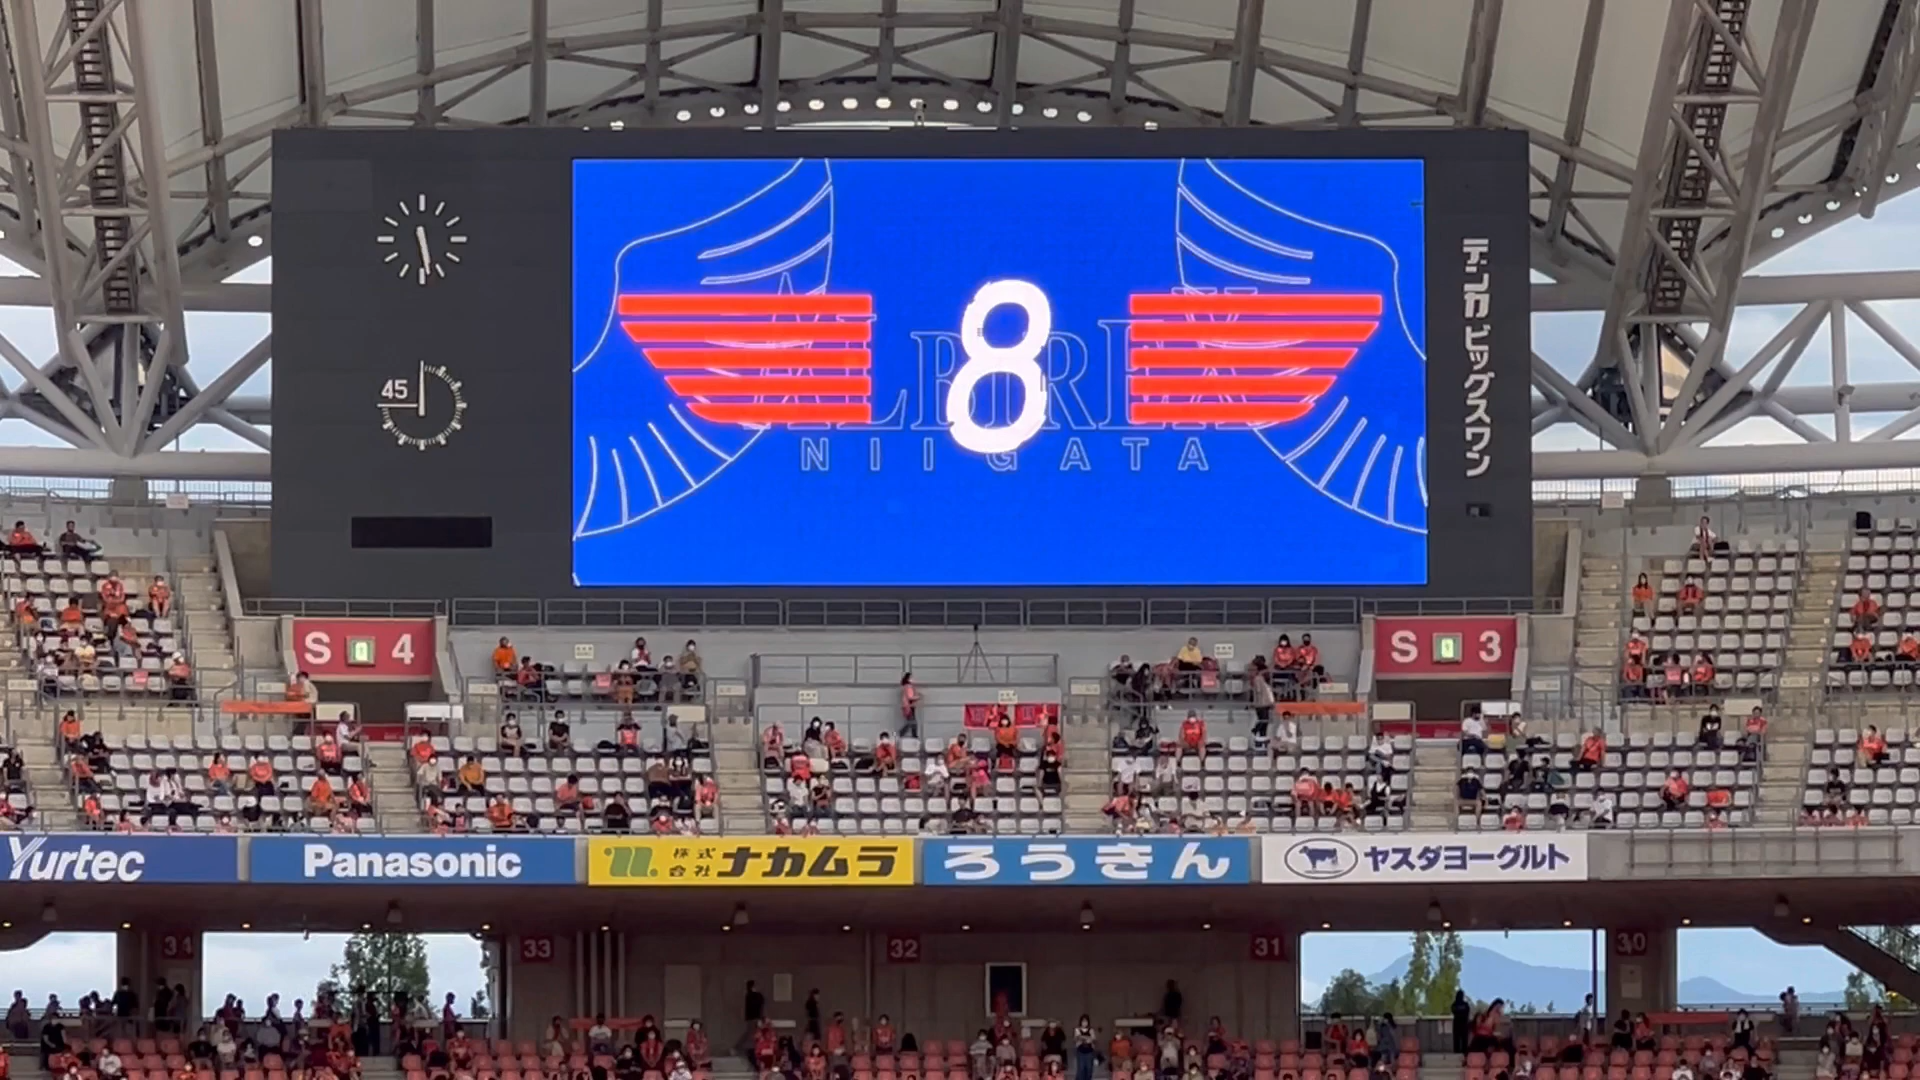 8
ALBIREX
NIIGATA
45
デンカビッグスワン
S 4
S 3
Yurtec
Panasonic
株式会社 ナカムラ
ろうきん
ヤスダヨーグルト
34
33
32
31
30